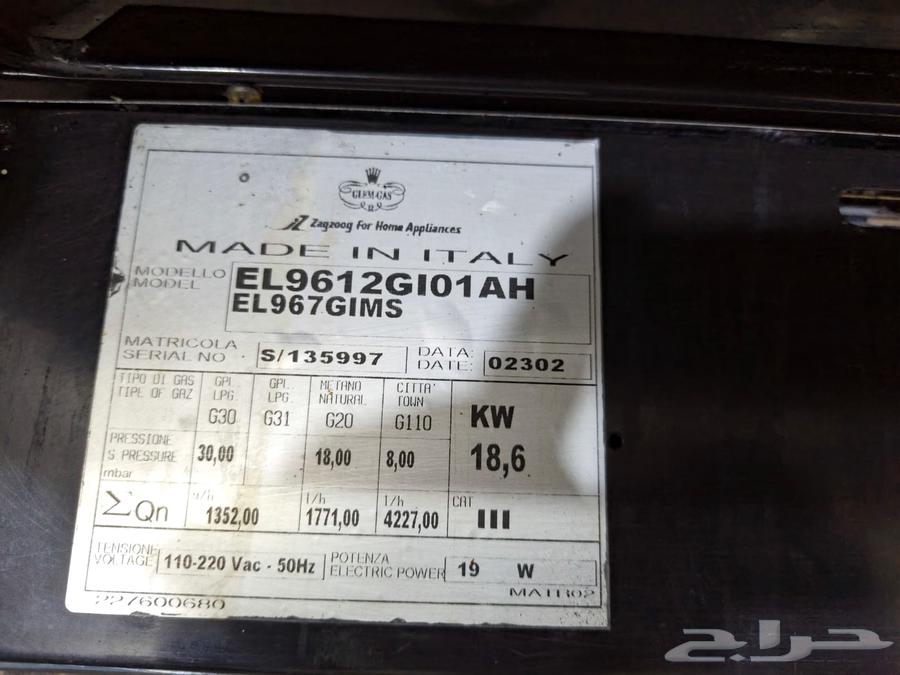 GLEM-GAS
Zagzoog For Home Appliances
MADE IN ITALY
MODELLO
MODEL
EL9612GI01AH
EL967GIMS
MATRICOLA
SERIAL NO
S/135997
DATA:
DATE:
02302
TIPO DI GAS
TYPE OF GAZ
GPL
LPG
G30
GPL
LPG
G31
METANO
NATURAL
G20
CITTA'
TOWN
G110
KW
PRESSIONE
S PRESSURE
mbar
30,00
18,00
8,00
18,6
ΣQn
g/h
1352,00
l/h
1771,00
l/h
4227,00
CAT
III
TENSIONE
VOLTAGE
110-220 Vac - 50Hz
POTENZA
ELECTRIC POWER
19 W
227600680
MATR02
حراج